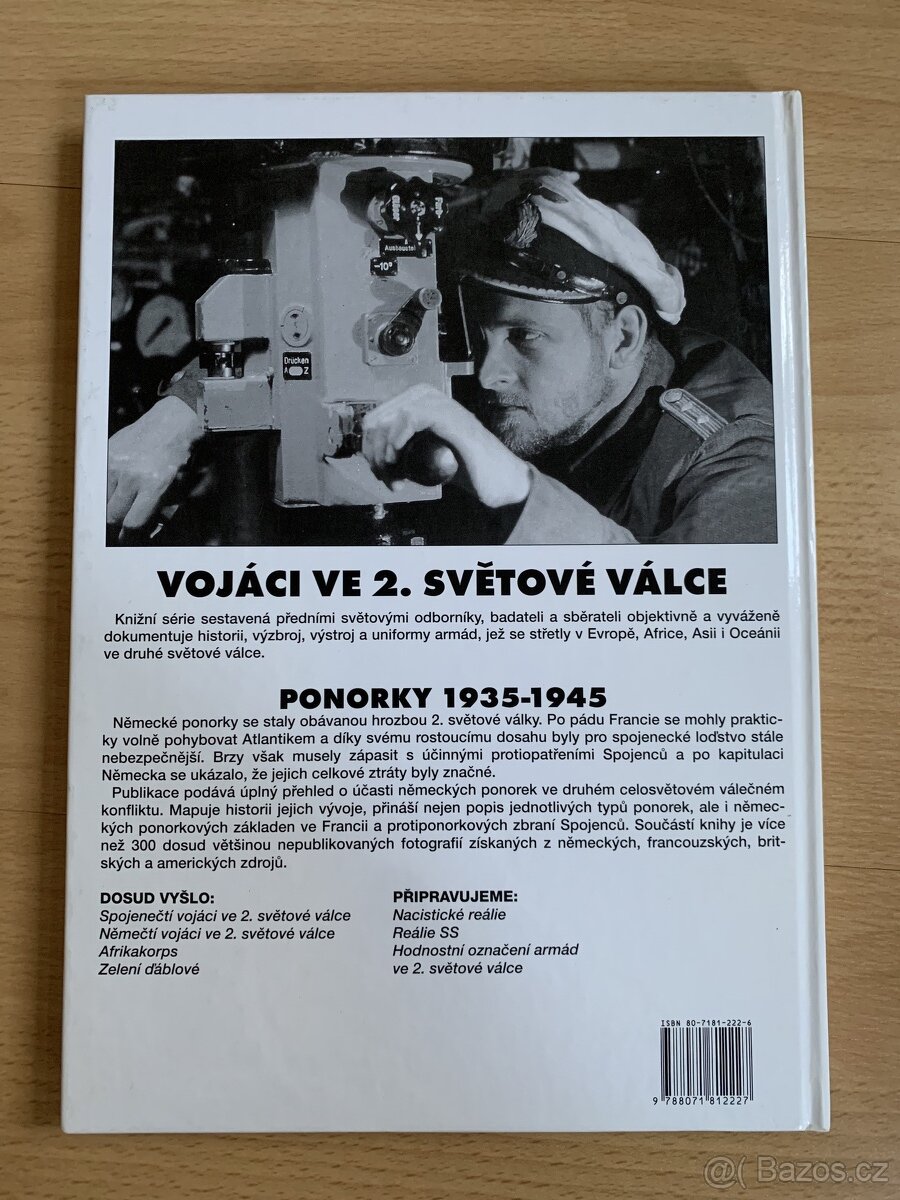 Ausbaustel
-10°
Drücken
A Z
VOJÁCI VE 2. SVĚTOVÉ VÁLCE
Knižní série sestavená předními světovými odborníky, badateli a sběrateli objektivně a vyváženě
dokumentuje historii, výzbroj, výstroj a uniformy armád, jež se střetly v Evropě, Africe, Asii i Oceánii
ve druhé světové válce.
PONORKY 1935-1945
Německé ponorky se staly obávanou hrozbou 2. světové války. Po pádu Francie se mohly praktic-
ky volně pohybovat Atlantikem a díky svému rostoucímu dosahu byly pro spojenecké loďstvo stále
nebezpečnější. Brzy však musely zápasit s účinnými protiopatřeními Spojenců a po kapitulaci
Německa se ukázalo, že jejich celkové ztráty byly značné.
Publikace podává úplný přehled o účasti německých ponorek ve druhém celosvětovém válečném
konfliktu. Mapuje historii jejich vývoje, přináší nejen popis jednotlivých typů ponorek, ale i němec-
kých ponorkových základen ve Francii a protiponorkových zbraní Spojenců. Součástí knihy je více
než 300 dosud většinou nepublikovaných fotografií získaných z německých, francouzských, brit-
ských a amerických zdrojů.
DOSUD VYŠLO:
Spojenečtí vojáci ve 2. světové válce
Němečtí vojáci ve 2. světové válce
Afrikakorps
Zelení ďáblové
PŘIPRAVUJEME:
Nacistické reálie
Reálie SS
Hodnostní označení armád
ve 2. světové válce
ISBN 80-7181-222-6
9 788071 812227
@( Bazos.cz